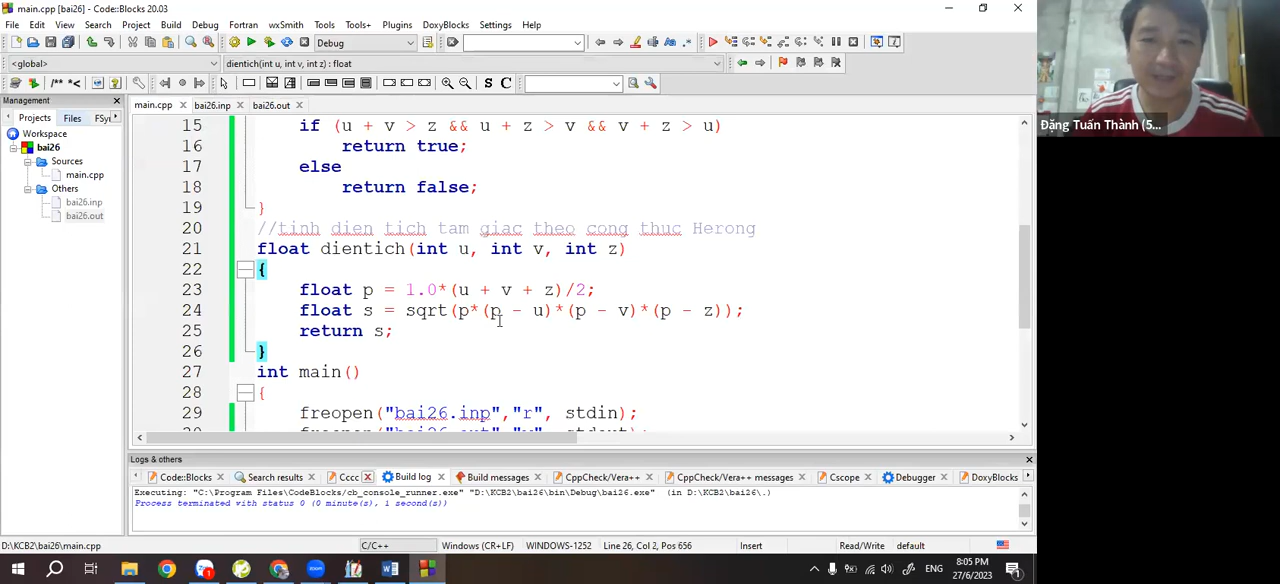 main.cpp [bai26] - Code::Blocks 20.03
File Edit View Search Project Build Debug Fortran wxSmith Tools Tools+ Plugins DoxyBlocks Settings Help
Debug
<global> dientich(int u, int v, int z) : float
/** *< S C
Management
Projects Files FSy
Workspace
bai26
Sources
main.cpp
Others
bai26.inp
bai26.out
main.cpp bai26.inp bai26.out
15 if (u + v > z && u + z > v && v + z > u)
16 return true;
17 else
18 return false;
19 }
20 //tinh dien tich tam giac theo cong thuc Herong
21 float dientich(int u, int v, int z)
22 {
23 float p = 1.0*(u + v + z)/2;
24 float s = sqrt(p*(p - u)*(p - v)*(p - z));
25 return s;
26 }
27 int main()
28 {
29 freopen("bai26.inp","r", stdin);
Logs & others
Code::Blocks Search results Cccc Build log Build messages CppCheck/Vera++ CppCheck/Vera++ messages Cscope Debugger DoxyBlocks
Executing: "C:\Program Files\CodeBlocks/cb_console_runner.exe" "D:\KCB2\bai26\bin\Debug\bai26.exe" (in D:\KCB2\bai26\.)
Process terminated with status 0 (0 minute(s), 1 second(s))
D:\KCB2\bai26\main.cpp C/C++ Windows (CR+LF) WINDOWS-1252 Line 26, Col 2, Pos 656 Insert Read/Write default
ENG 8:05 PM
27/6/2023
Đặng Tuấn Thành (5...